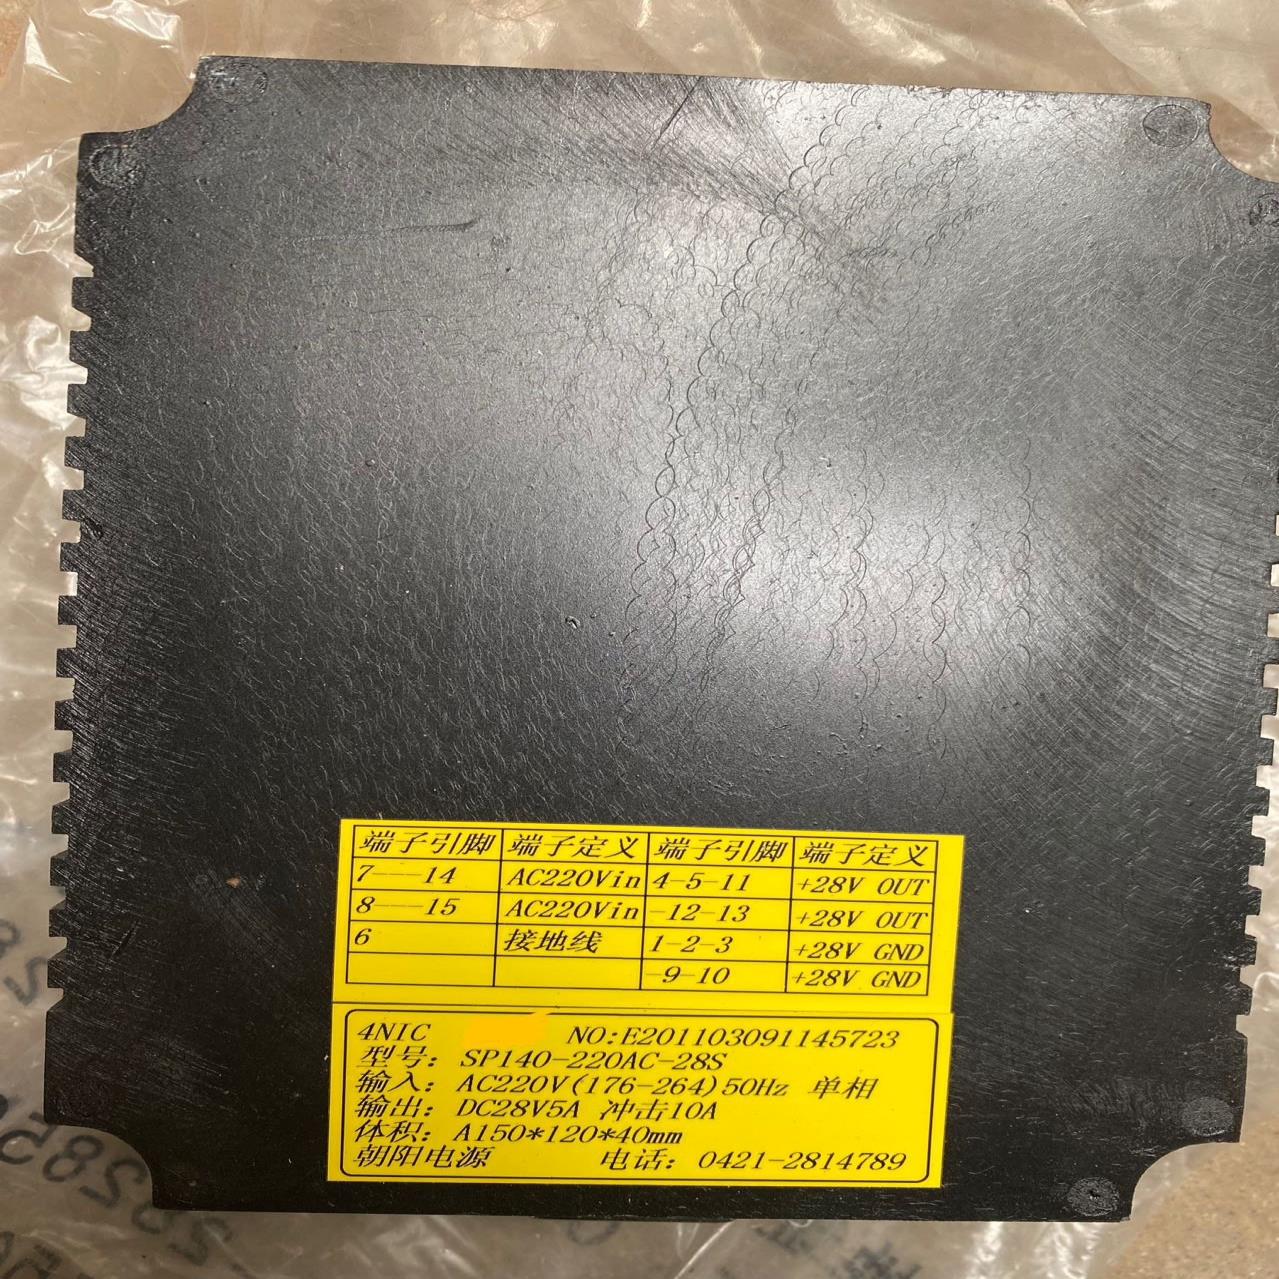 端子引脚 端子定义 端子引脚 端子定义
7---14 AC220Vin 4-5-11 +28V OUT
8---15 AC220Vin -12-13 +28V OUT
6 接地线 1-2-3 +28V GND
-9-10 +28V GND
4NIC NO:E201103091145723
型号: SP140-220AC-28S
输入: AC220V(176-264)50Hz 单相
输出: DC28V5A 冲击10A
体积: A150*120*40mm
朝阳电源 电话: 0421-2814789